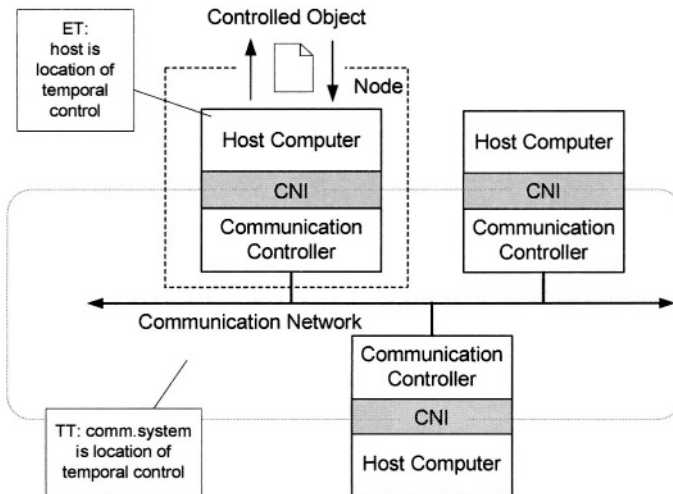 Controlled Object
ET:
host is
location of
temporal
control
Node
Host Computer
CNI
Communication
Controller
Host Computer
CNI
Communication
Controller
Communication Network
Communication
Controller
CNI
Host Computer
TT: comm.system
is location of
temporal control